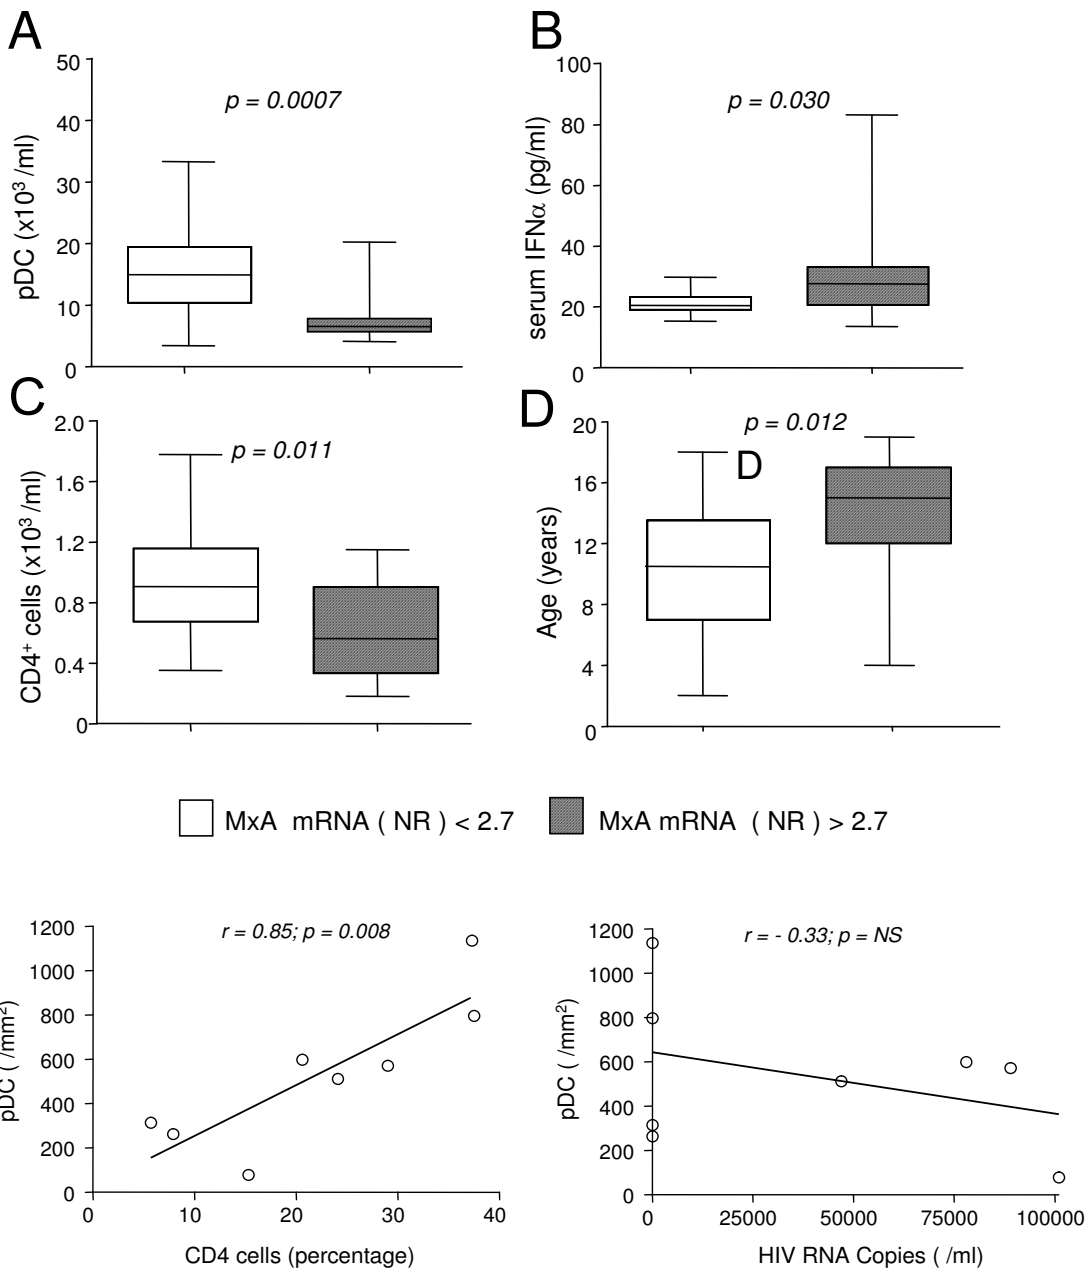 A
B
50
40
30
20
10
0
pDC (x10³ /ml)
p = 0.0007
100
80
60
40
20
0
serum IFNα (pg/ml)
p = 0.030
C
D
2.0
1.6
1.2
0.8
0.4
0
CD4⁺ cells (x10³ /ml)
p = 0.011
20
16
12
8
4
0
Age (years)
p = 0.012
D
MxA mRNA ( NR ) < 2.7
MxA mRNA ( NR ) > 2.7
1200
1000
800
600
400
200
0
pDC ( /mm²)
r = 0.85; p = 0.008
0 10 20 30 40
CD4 cells (percentage)
1200
1000
800
600
400
200
0
pDC ( /mm²)
r = - 0.33; p = NS
0 25000 50000 75000 100000
HIV RNA Copies ( /ml)